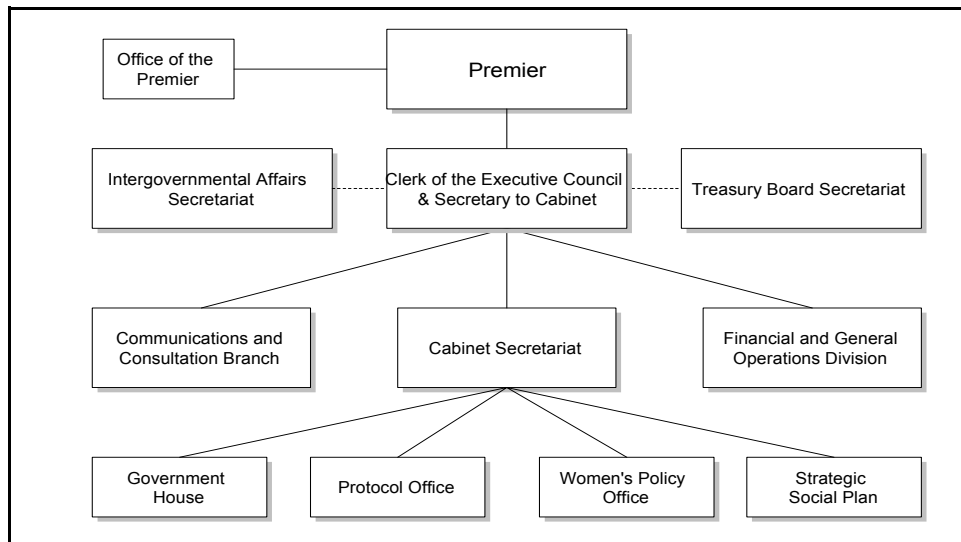 Office of the
Premier
Premier
Intergovernmental Affairs
Secretariat
Clerk of the Executive Council
& Secretary to Cabinet
Treasury Board Secretariat
Communications and
Consultation Branch
Cabinet Secretariat
Financial and General
Operations Division
Government
House
Protocol Office
Women's Policy
Office
Strategic
Social Plan